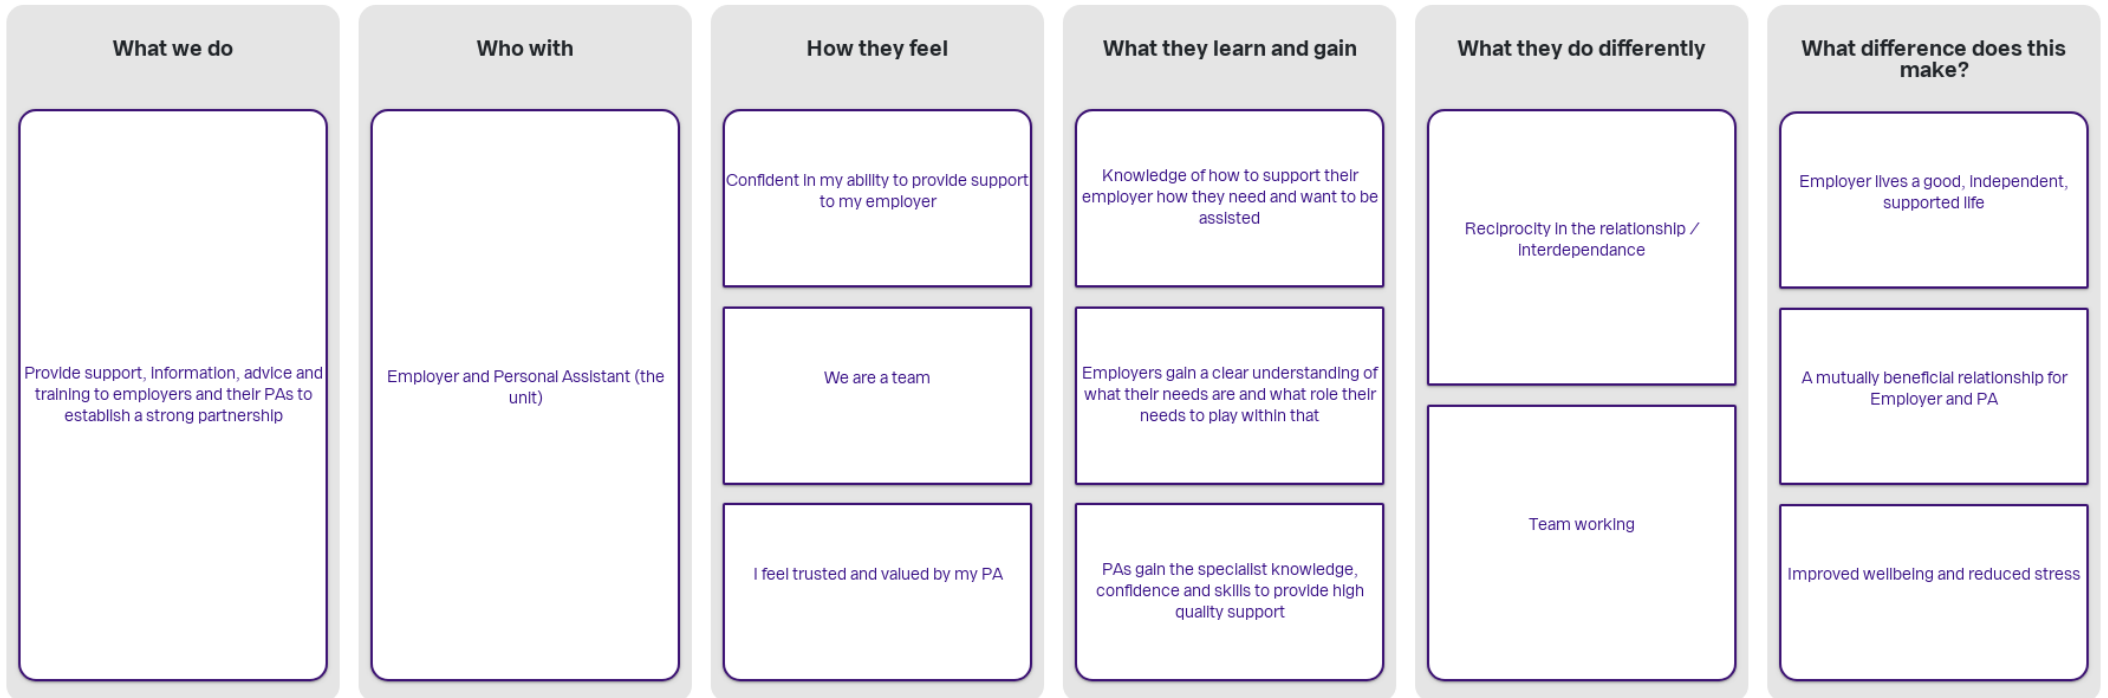 What we do
Provide support, information, advice and
training to employers and their PAs to
establish a strong partnership
Who with
Employer and Personal Assistant (the
unit)
How they feel
Confident in my ability to provide support
to my employer
We are a team
I feel trusted and valued by my PA
What they learn and gain
Knowledge of how to support their
employer how they need and want to be
assisted
Employers gain a clear understanding of
what their needs are and what role their
needs to play within that
PAs gain the specialist knowledge,
confidence and skills to provide high
quality support
What they do differently
Reciprocity in the relationship /
interdependance
Team working
What difference does this
make?
Employer lives a good, independent,
supported life
A mutually beneficial relationship for
Employer and PA
Improved wellbeing and reduced stress